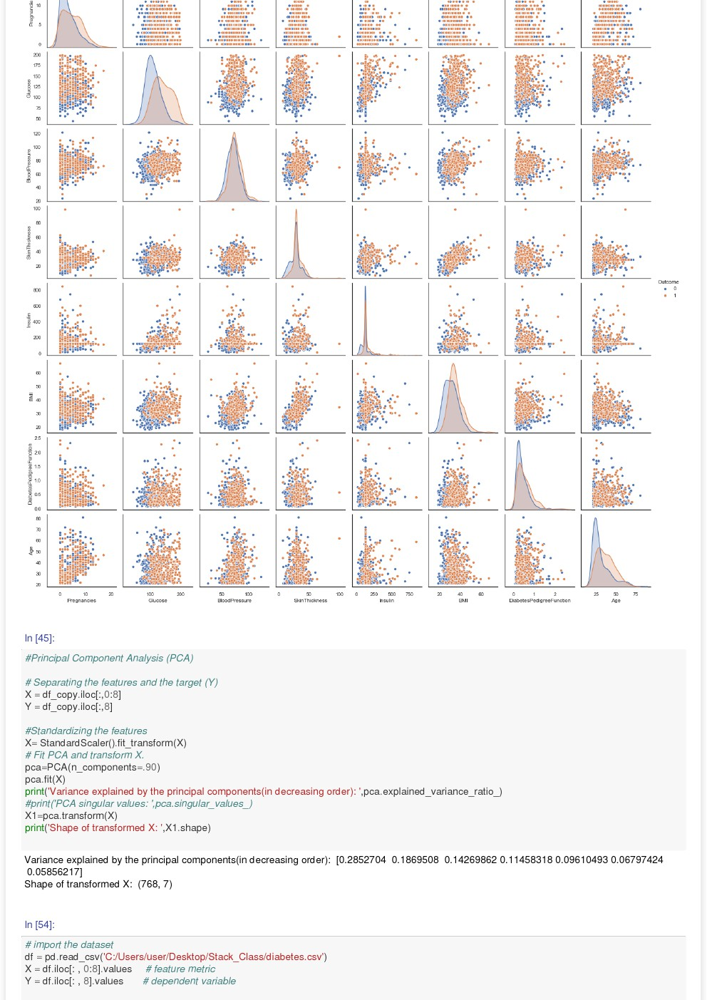 Pregnancies
10
5
0
Glucose
200
175
150
125
100
75
50
BloodPressure
120
100
80
60
40
20
SkinThickness
100
80
60
40
20
Outcome
0
1
Insulin
800
600
400
200
0
BMI
60
50
40
30
20
DiabetesPedigreeFunction
2.5
2.0
1.5
1.0
0.5
0.0
Age
80
70
60
50
40
30
20
0 10 20 100 200 50 100 0 50 100 0 250 500 750 20 40 60 0 1 2 25 50 75
Pregnancies Glucose BloodPressure SkinThickness Insulin BMI DiabetesPedigreeFunction Age
In [45]:
#Principal Component Analysis (PCA)
# Separating the features and the target (Y)
X = df_copy.iloc[:,0:8]
Y = df_copy.iloc[:,8]
#Standardizing the features
X= StandardScaler().fit_transform(X)
# Fit PCA and transform X.
pca=PCA(n_components=.90)
pca.fit(X)
print('Variance explained by the principal components(in decreasing order): ',pca.explained_variance_ratio_)
#print('PCA singular values: ',pca.singular_values_)
X1=pca.transform(X)
print('Shape of transformed X: ',X1.shape)
Variance explained by the principal components(in decreasing order):  [0.2852704  0.1869508  0.14269862 0.11458318 0.09610493 0.06797424
0.05856217]
Shape of transformed X:  (768, 7)
In [54]:
# import the dataset
df = pd.read_csv('C:/Users/user/Desktop/Stack_Class/diabetes.csv')
X = df.iloc[: , 0:8].values     # feature metric
Y = df.iloc[: , 8].values       # dependent variable